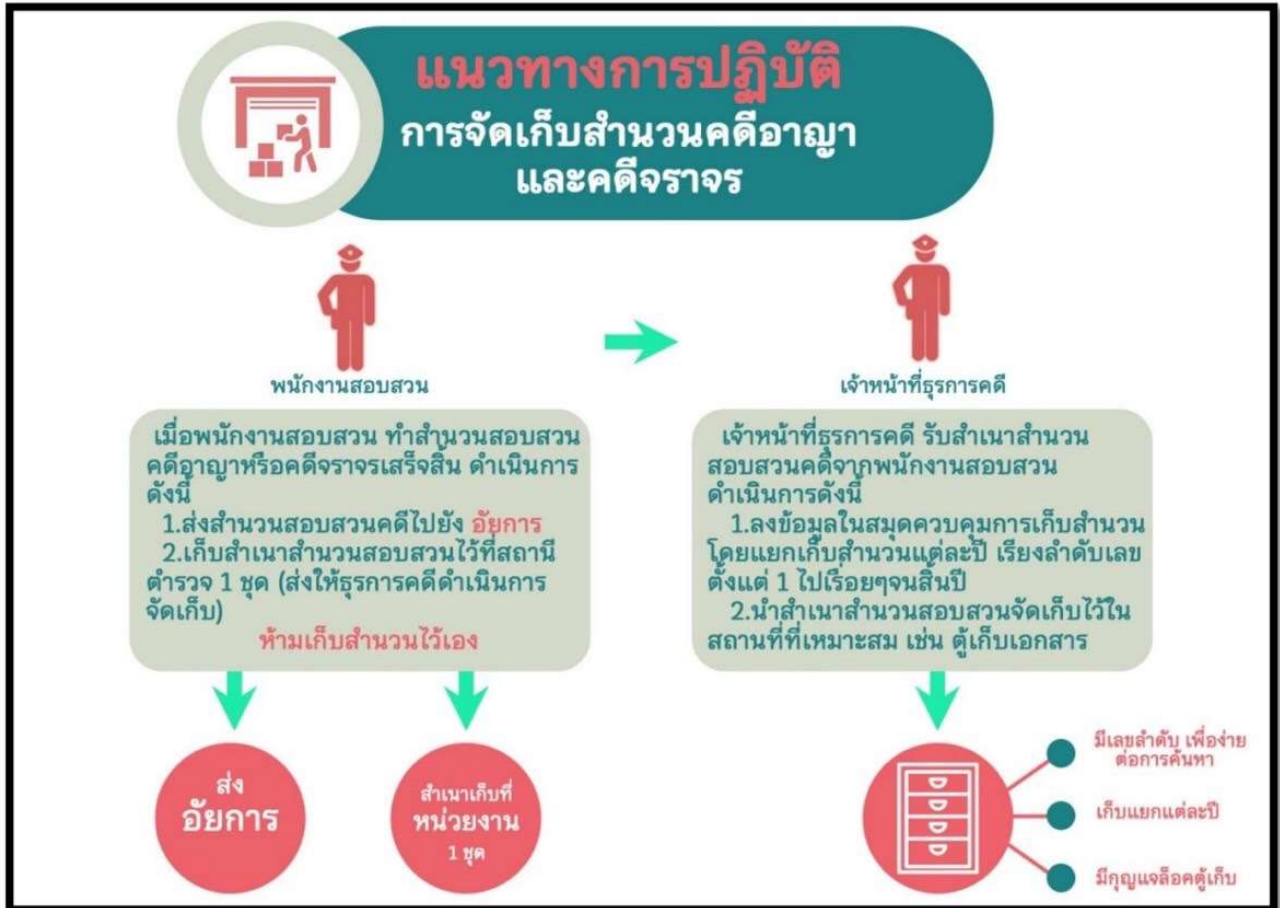 แนวทางการปฏิบัติ
การจัดเก็บสำนวนคดีอาญา
และคดีจราจร
พนักงานสอบสวน
เมื่อพนักงานสอบสวน ทำสำนวนสอบสวน
คดีอาญาหรือคดีจราจรเสร็จสิ้น ดำเนินการ
ดังนี้
1.ส่งสำนวนสอบสวนคดีไปยัง อัยการ
2.เก็บสำเนาสำนวนสอบสวนไว้ที่สถานี
ตำรวจ 1 ชุด (ส่งให้ธุรการคดีดำเนินการ
จัดเก็บ)
ห้ามเก็บสำนวนไว้เอง
ส่ง
อัยการ
สำเนาเก็บที่
หน่วยงาน
1 ชุด
เจ้าหน้าที่ธุรการคดี
เจ้าหน้าที่ธุรการคดี รับสำเนาสำนวน
สอบสวนคดีจากพนักงานสอบสวน
ดำเนินการดังนี้
1.ลงข้อมูลในสมุดควบคุมการเก็บสำนวน
โดยแยกเก็บสำนวนแต่ละปี เรียงลำดับเลข
ตั้งแต่ 1 ไปเรื่อยๆจนสิ้นปี
2.นำสำเนาสำนวนสอบสวนจัดเก็บไว้ใน
สถานที่ที่เหมาะสม เช่น ตู้เก็บเอกสาร
มีเลขลำดับ เพื่อง่าย
ต่อการค้นหา
เก็บแยกแต่ละปี
มีกุญแจล็อคตู้เก็บ